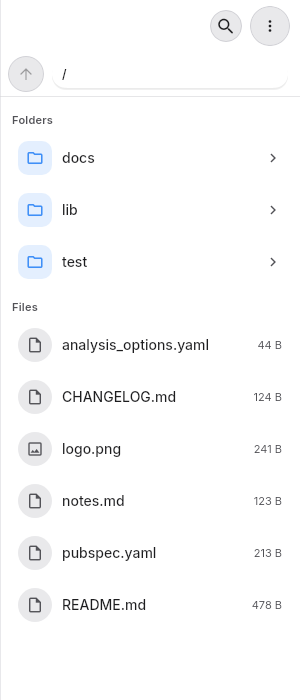 /
Folders
docs
lib
test
Files
analysis_options.yaml 44 B
CHANGELOG.md 124 B
logo.png 241 B
notes.md 123 B
pubspec.yaml 213 B
README.md 478 B